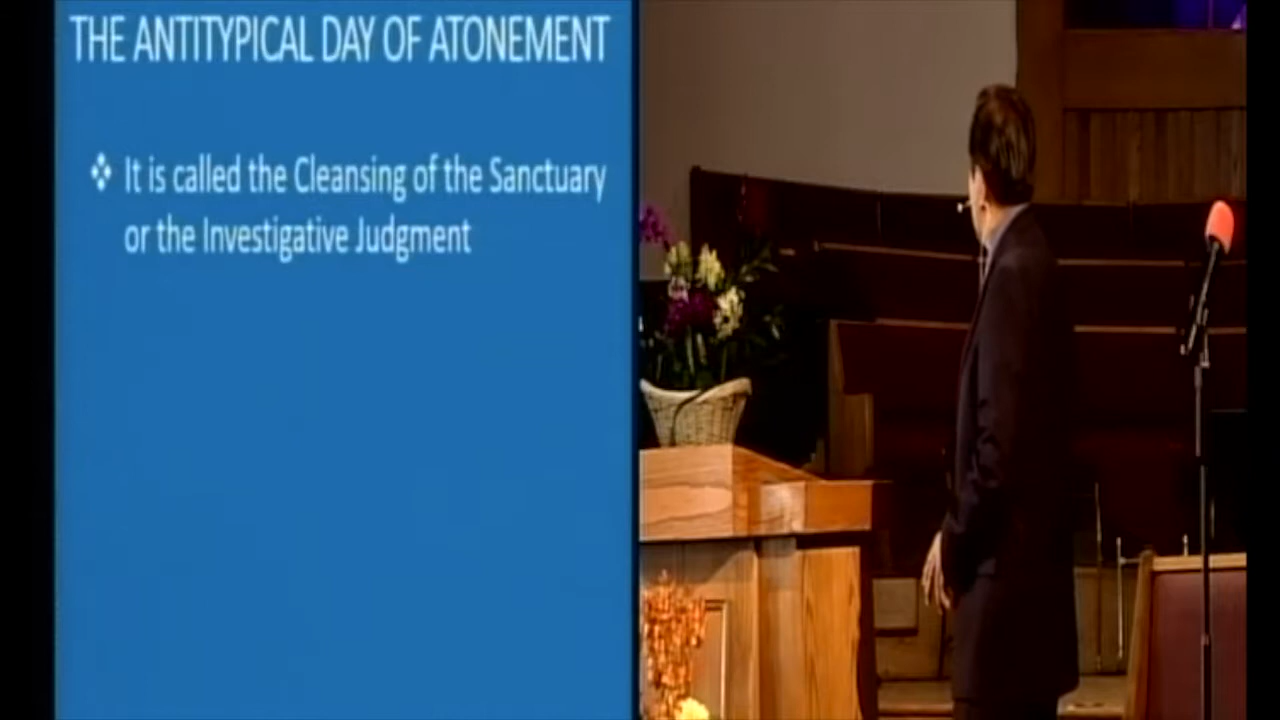 THE ANTITYPICAL DAY OF ATONEMENT
❖ It is called the Cleansing of the Sanctuary
or the Investigative Judgment